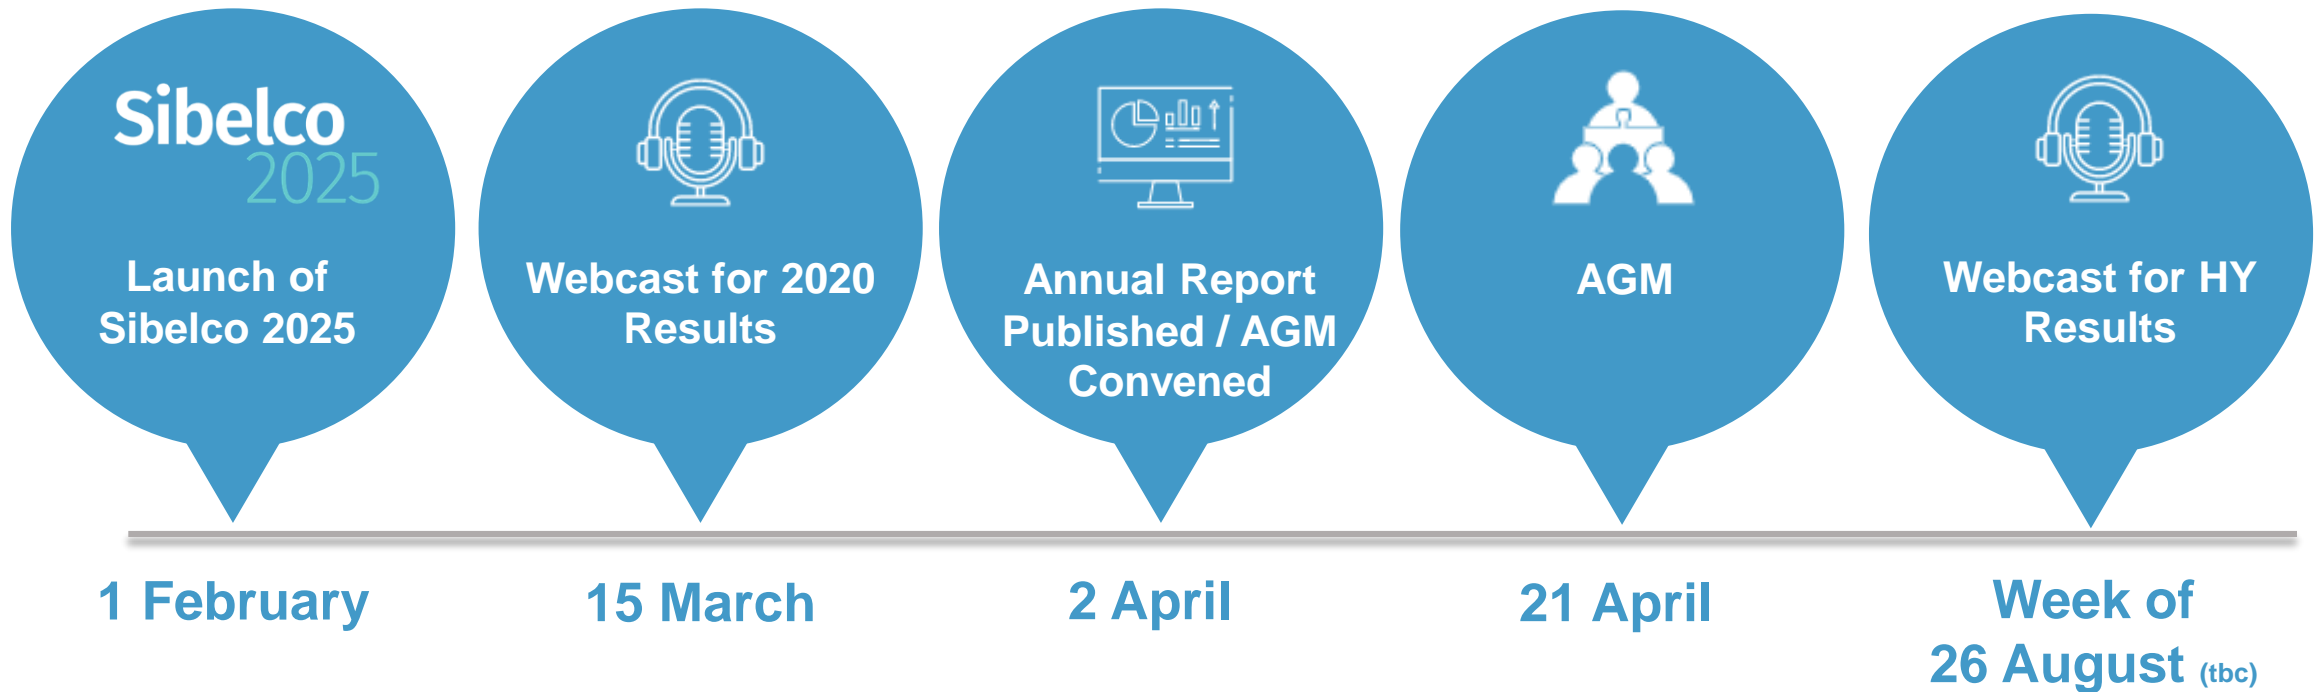 Sibelco
2025
Launch of
Sibelco 2025
Webcast for 2020
Results
Annual Report
Published / AGM
Convened
AGM
Webcast for HY
Results
1 February
15 March
2 April
21 April
Week of
26 August (tbc)